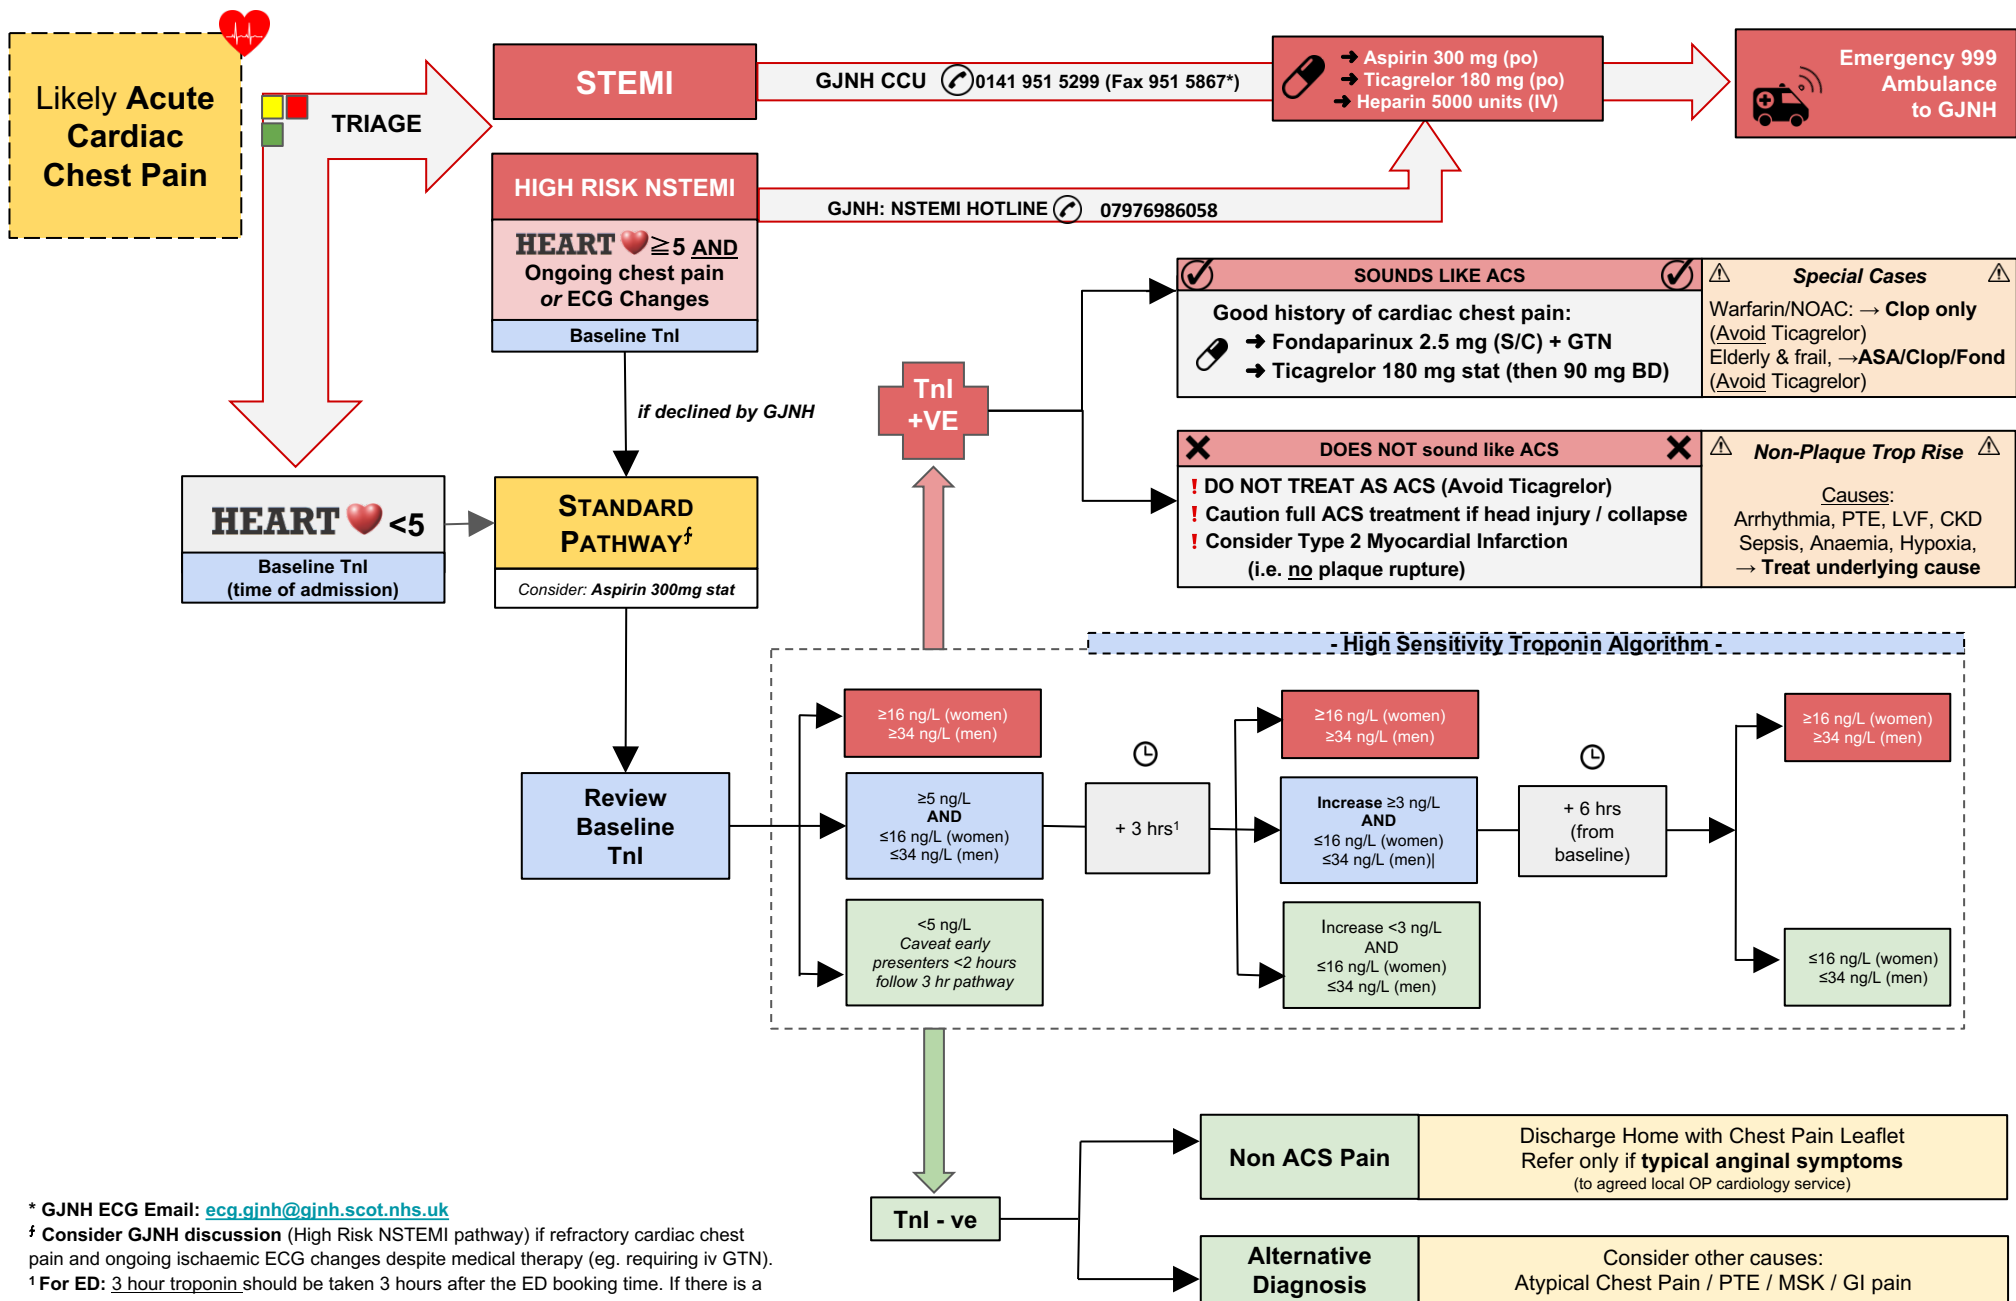 Likely Acute
Cardiac
Chest Pain
TRIAGE
STEMI
GJNH CCU 0141 951 5299 (Fax 951 5867*)
➔ Aspirin 300 mg (po)
➔ Ticagrelor 180 mg (po)
➔ Heparin 5000 units (IV)
Emergency 999
Ambulance
to GJNH
HIGH RISK NSTEMI
GJNH: NSTEMI HOTLINE 07976986058
HEART ≧5 AND
Ongoing chest pain
or ECG Changes
Baseline TnI
if declined by GJNH
HEART <5
Baseline TnI
(time of admission)
STANDARD
PATHWAY⨍
Consider: Aspirin 300mg stat
TnI
+VE
SOUNDS LIKE ACS
Good history of cardiac chest pain:
➔ Fondaparinux 2.5 mg (S/C) + GTN
➔ Ticagrelor 180 mg stat (then 90 mg BD)
⚠ Special Cases ⚠
Warfarin/NOAC: → Clop only
(Avoid Ticagrelor)
Elderly & frail, →ASA/Clop/Fond
(Avoid Ticagrelor)
DOES NOT sound like ACS
! DO NOT TREAT AS ACS (Avoid Ticagrelor)
! Caution full ACS treatment if head injury / collapse
! Consider Type 2 Myocardial Infarction
(i.e. no plaque rupture)
⚠ Non-Plaque Trop Rise ⚠
Causes:
Arrhythmia, PTE, LVF, CKD
Sepsis, Anaemia, Hypoxia,
→ Treat underlying cause
- High Sensitivity Troponin Algorithm -
Review
Baseline
TnI
≥16 ng/L (women)
≥34 ng/L (men)
≥5 ng/L
AND
≤16 ng/L (women)
≤34 ng/L (men)
<5 ng/L
Caveat early
presenters <2 hours
follow 3 hr pathway
+ 3 hrs¹
≥16 ng/L (women)
≥34 ng/L (men)
Increase ≥3 ng/L
AND
≤16 ng/L (women)
≤34 ng/L (men)|
Increase <3 ng/L
AND
≤16 ng/L (women)
≤34 ng/L (men)
+ 6 hrs
(from
baseline)
≥16 ng/L (women)
≥34 ng/L (men)
≤16 ng/L (women)
≤34 ng/L (men)
TnI - ve
Non ACS Pain
Discharge Home with Chest Pain Leaflet
Refer only if typical anginal symptoms
(to agreed local OP cardiology service)
Alternative
Diagnosis
Consider other causes:
Atypical Chest Pain / PTE / MSK / GI pain
* GJNH ECG Email: ecg.gjnh@gjnh.scot.nhs.uk
⨍ Consider GJNH discussion (High Risk NSTEMI pathway) if refractory cardiac chest
pain and ongoing ischaemic ECG changes despite medical therapy (eg. requiring iv GTN).
¹ For ED: 3 hour troponin should be taken 3 hours after the ED booking time. If there is a